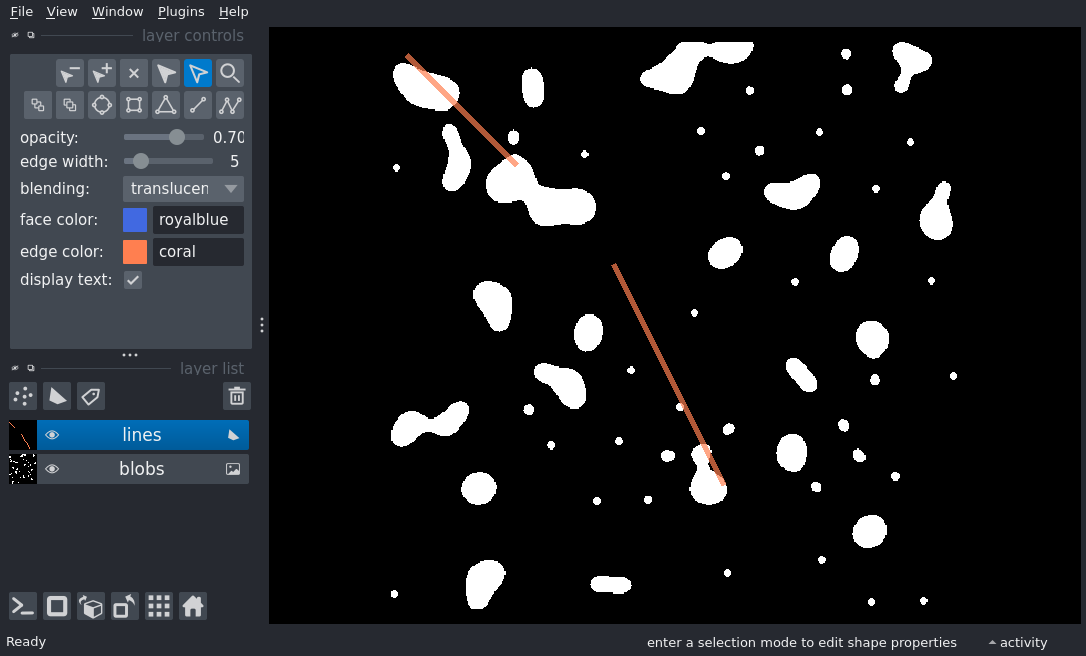 File View Window Plugins Help
layer controls
opacity: 0.70
edge width: 5
blending: translucen
face color: royalblue
edge color: coral
display text:
layer list
lines
blobs
Ready enter a selection mode to edit shape properties activity